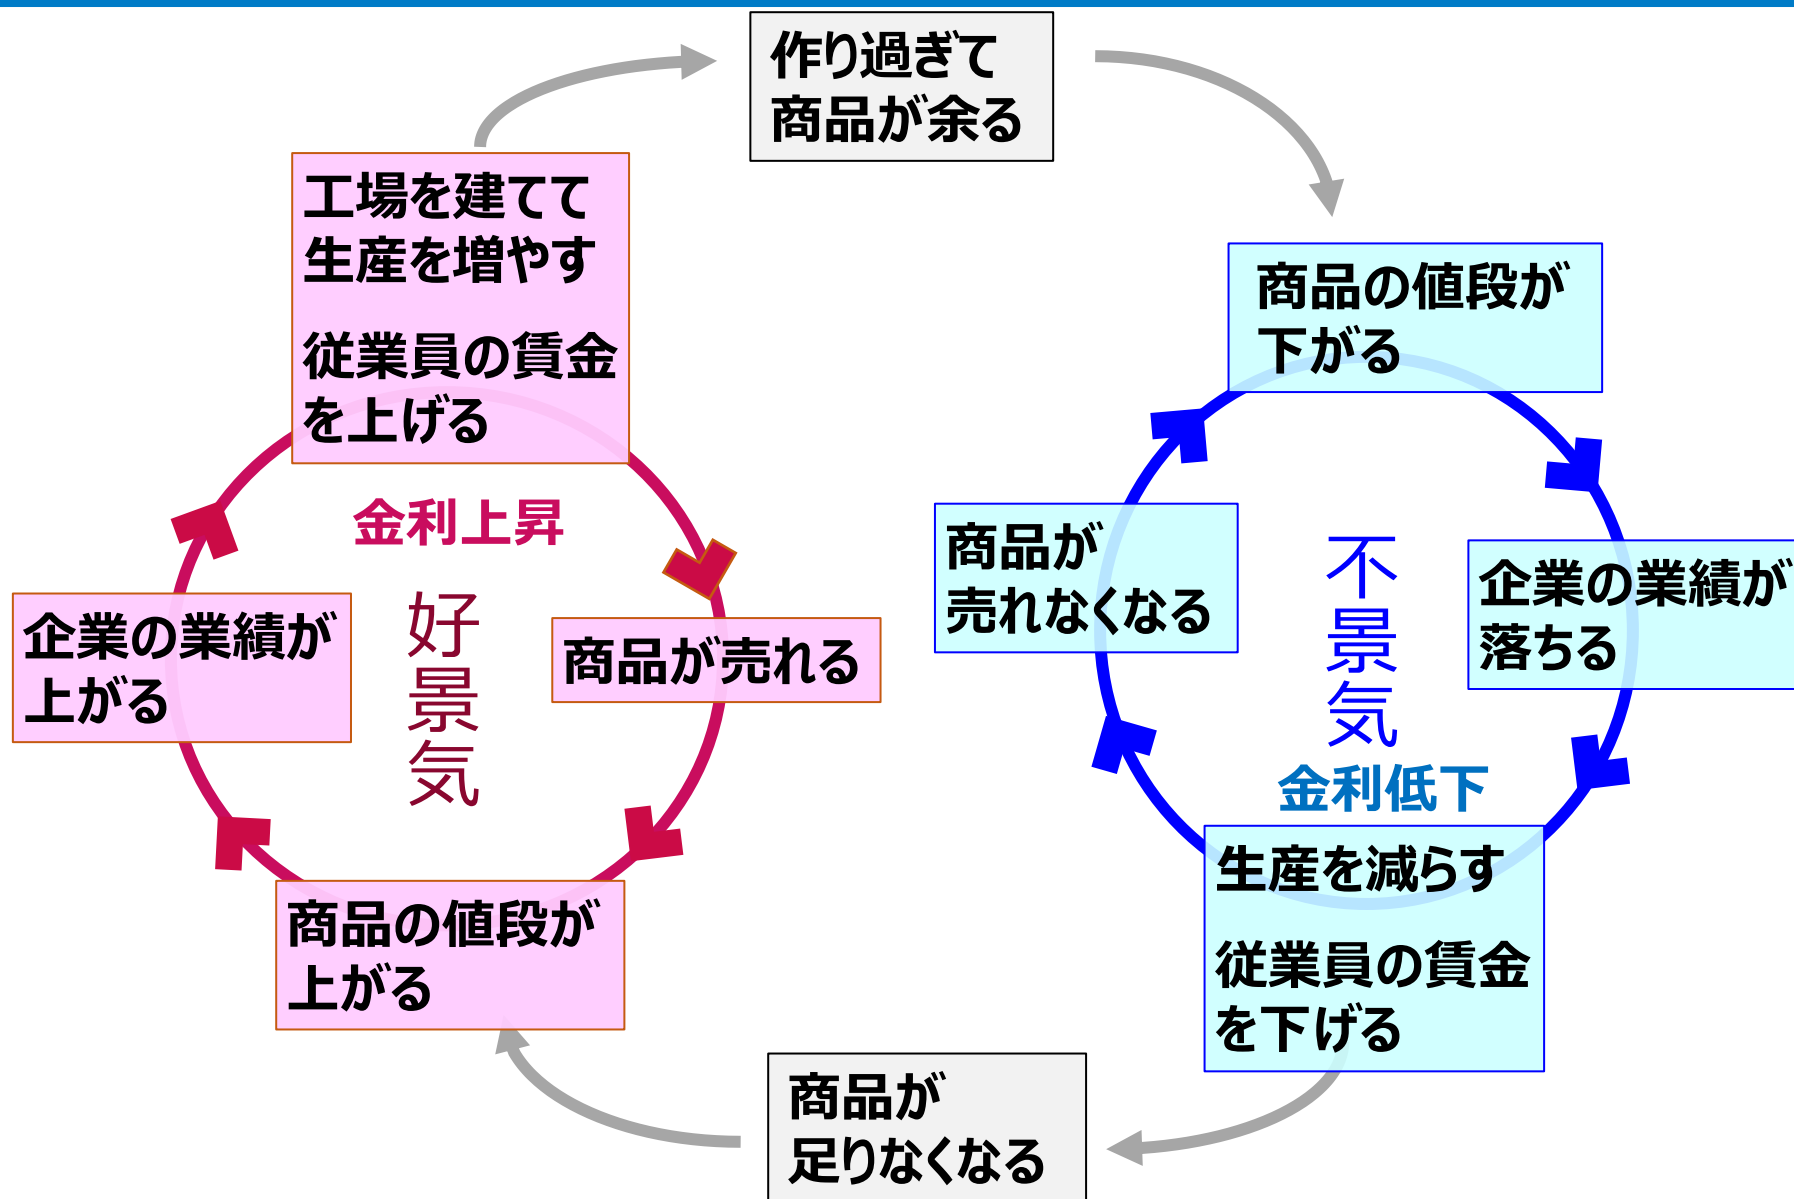 作り過ぎて
商品が余る
工場を建てて
生産を増やす
従業員の賃金
を上げる
金利上昇
好景気
商品が売れる
企業の業績が
上がる
商品の値段が
上がる
商品の値段が
下がる
商品が
売れなくなる
不景気
企業の業績が
落ちる
金利低下
生産を減らす
従業員の賃金
を下げる
商品が
足りなくなる